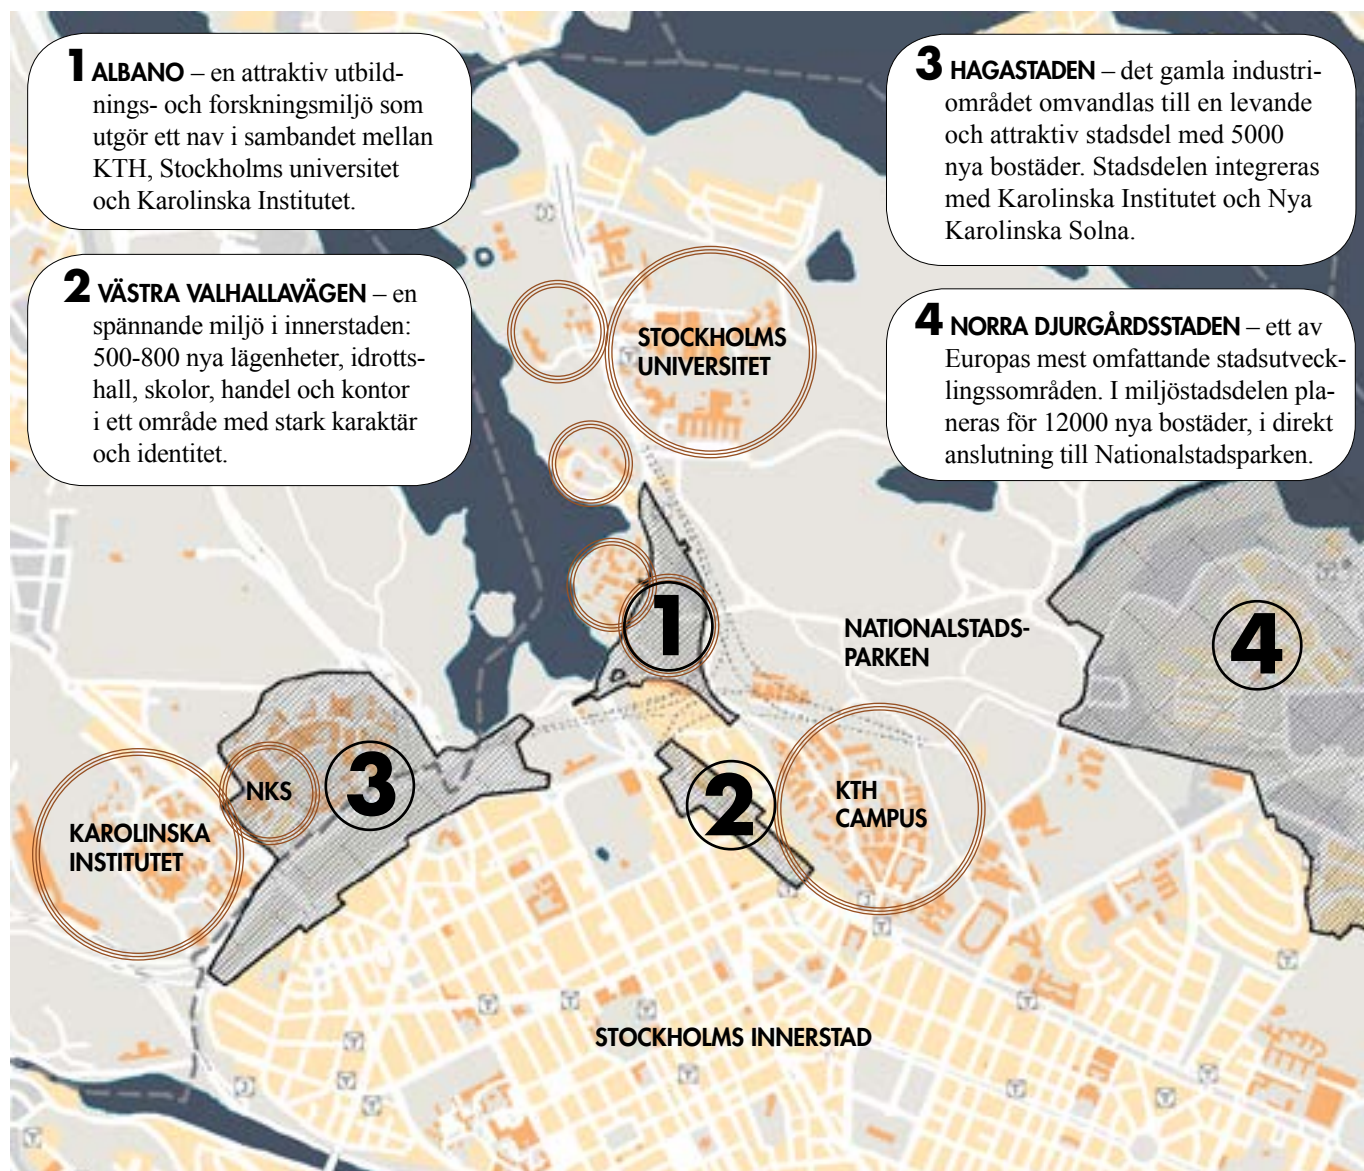 1 ALBANO – en attraktiv utbild-
nings- och forskningsmiljö som
utgör ett nav i sambandet mellan
KTH, Stockholms universitet
och Karolinska Institutet.
2 VÄSTRA VALHALLAVÄGEN – en
spännande miljö i innerstaden:
500-800 nya lägenheter, idrotts-
hall, skolor, handel och kontor
i ett område med stark karaktär
och identitet.
3 HAGASTADEN – det gamla industri-
området omvandlas till en levande
och attraktiv stadsdel med 5000
nya bostäder. Stadsdelen integreras
med Karolinska Institutet och Nya
Karolinska Solna.
4 NORRA DJURGÅRDSSTADEN – ett av
Europas mest omfattande stadsutveck-
lingssområden. I miljöstadsdelen pla-
neras för 12000 nya bostäder, i direkt
anslutning till Nationalstadsparken.
STOCKHOLMS
UNIVERSITET
1
NATIONALSTADS-
PARKEN
4
NKS
3
2
KTH
CAMPUS
KAROLINSKA
INSTITUTET
STOCKHOLMS INNERSTAD